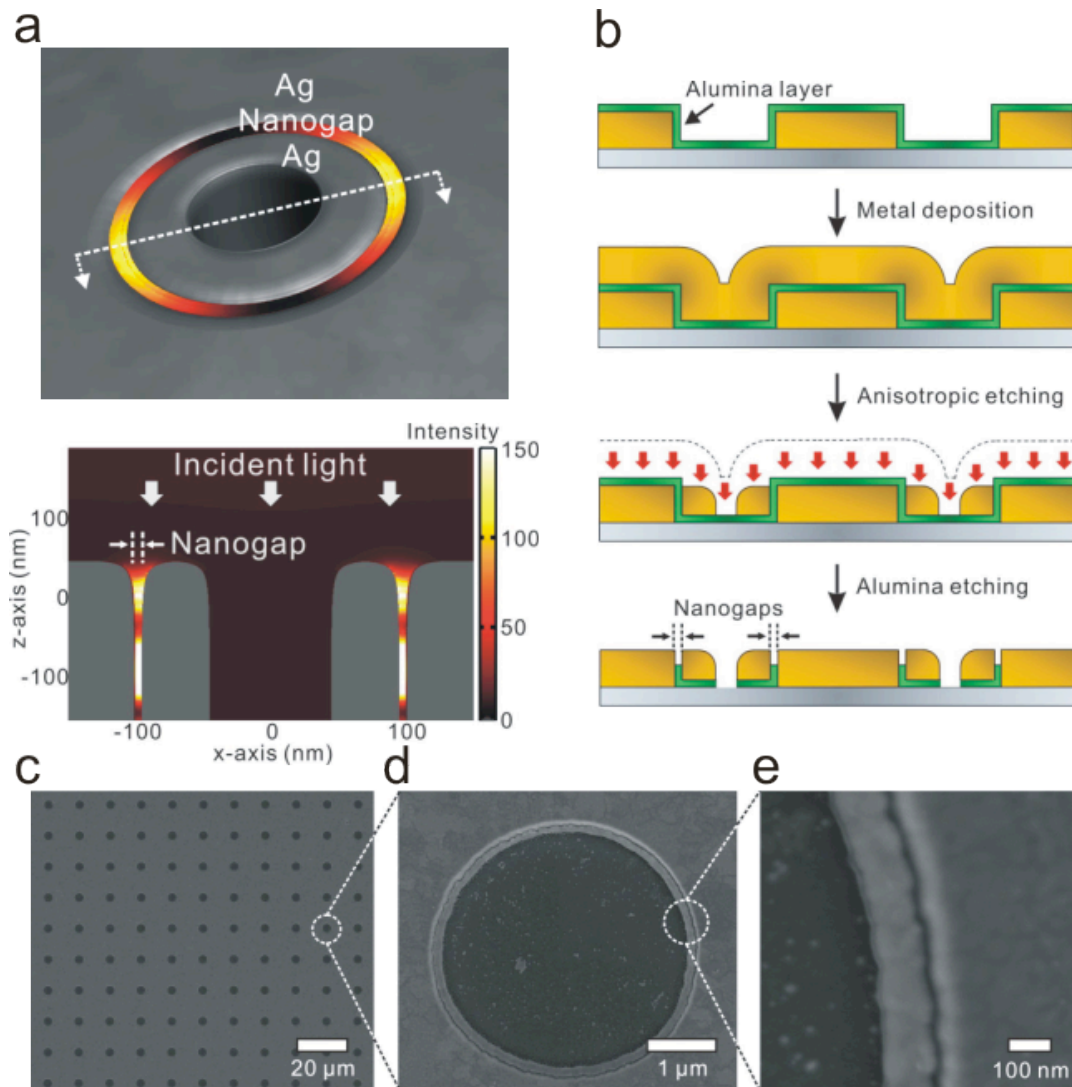 a
Ag
Nanogap
Ag
Intensity
150
100
50
0
Incident light
Nanogap
100
0
-100
z-axis (nm)
-100
0
100
x-axis (nm)
b
Alumina layer
Metal deposition
Anisotropic etching
Alumina etching
Nanogaps
c
20 µm
d
1 µm
e
100 nm